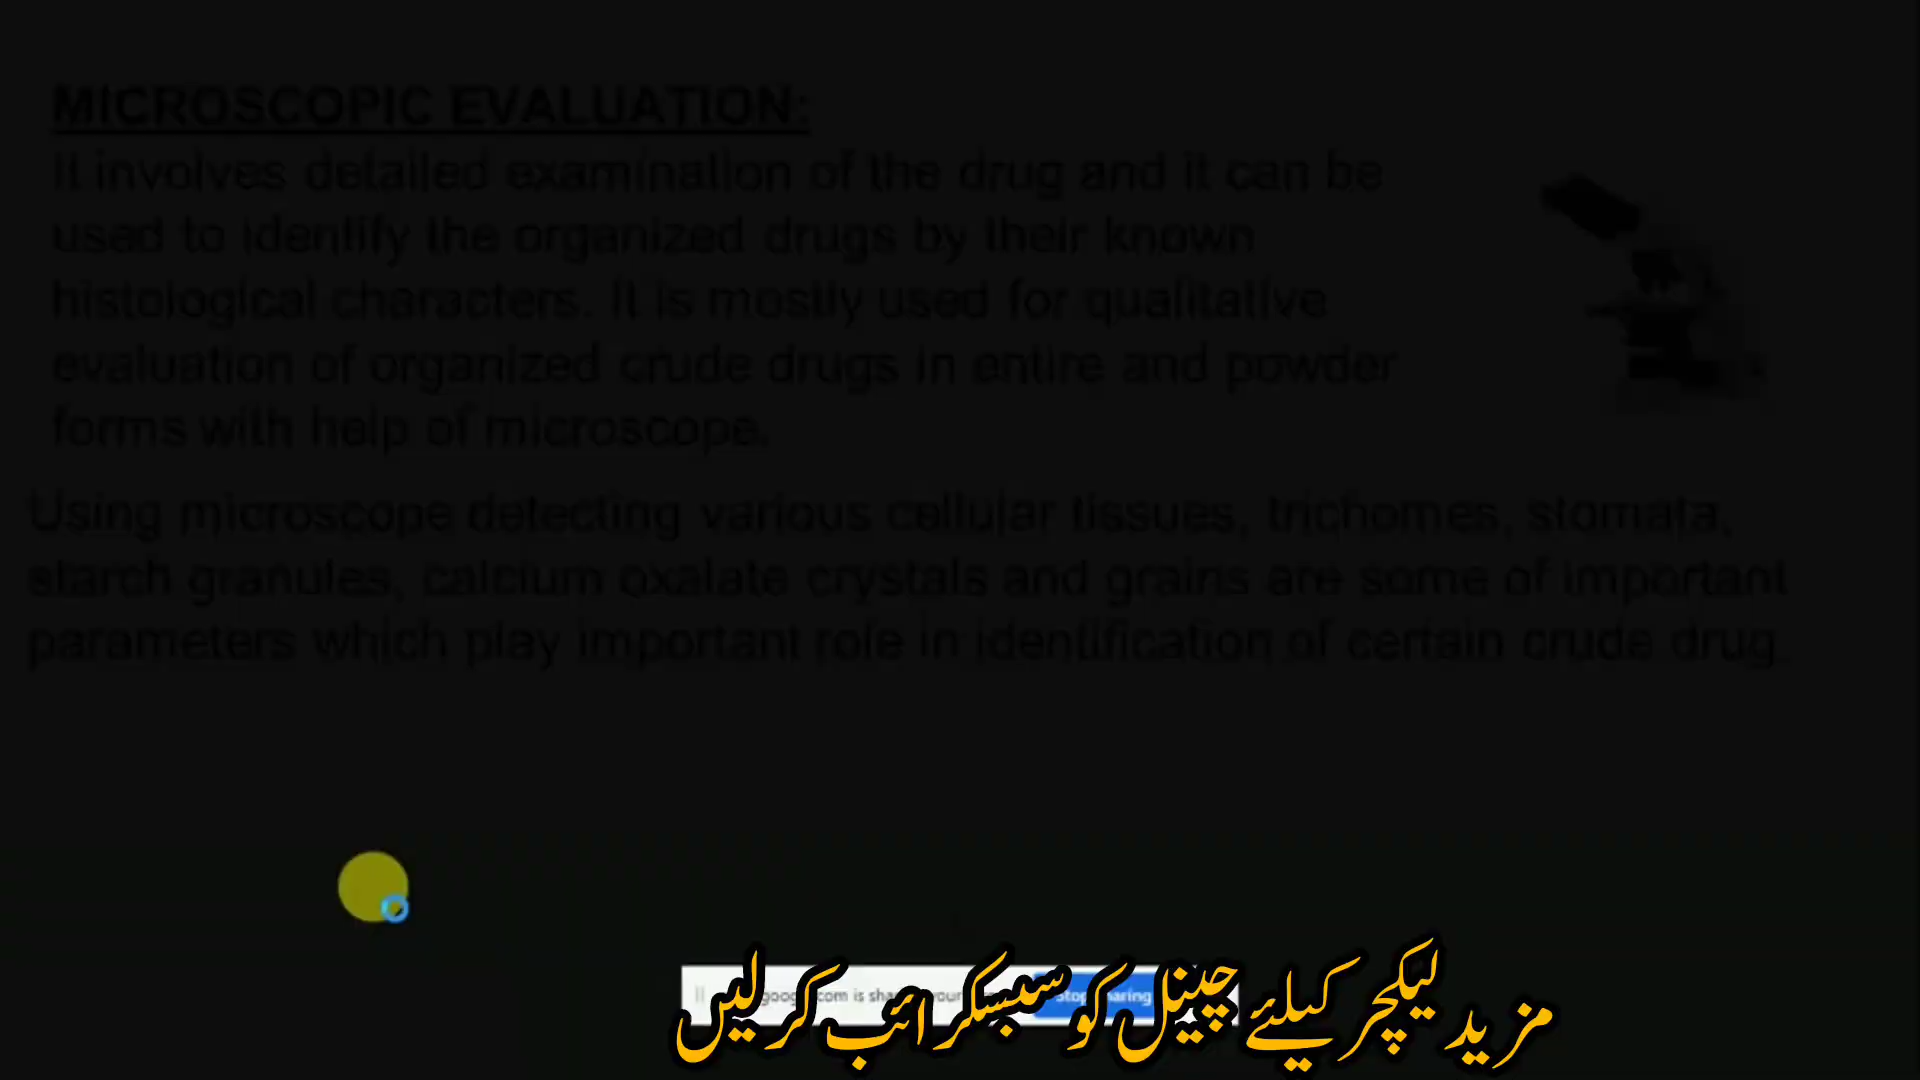 MICROSCOPIC EVALUATION:
It involves detailed examination of the drug and it can be
used to identify the organized drugs by their known
histological characters. It is mostly used for qualitative
evaluation of organized crude drugs in entire and powder
forms with help of microscope.
Using microscope detecting various cellular tissues, trichomes, stomata,
starch granules, calcium oxalate crystals and grains are some of important
parameters which play important role in identification of certain crude drug.
مزید لیکچر کیلئے چینل کو سبسکرائب کرلیں